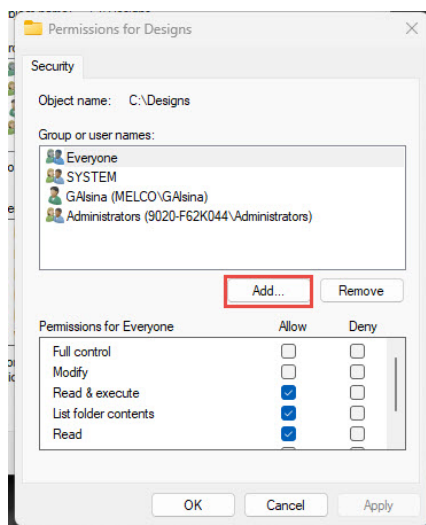 Permissions for Designs
Security
Object name: C:\Designs
Group or user names:
Everyone
SYSTEM
GAlsina (MELCO\GAlsina)
Administrators (9020-F62K044\Administrators)
Add... Remove
Permissions for Everyone Allow Deny
Full control
Modify
Read & execute
List folder contents
Read
OK Cancel Apply